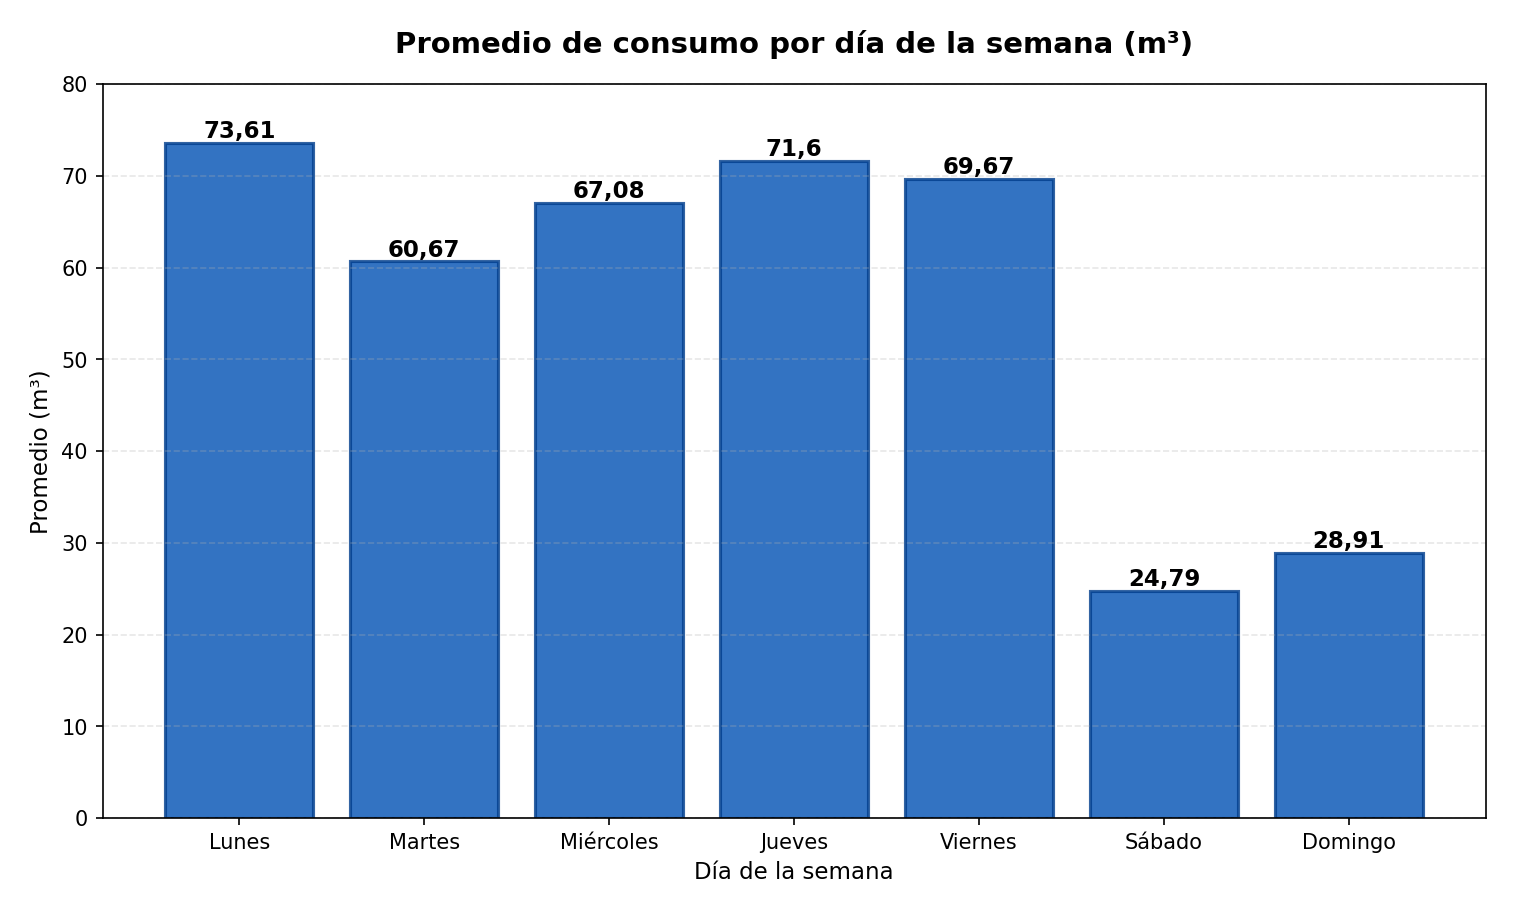 Promedio de consumo por día de la semana (m³)
Promedio (m³)
80
70
60
50
40
30
20
10
0
73,61
60,67
67,08
71,6
69,67
24,79
28,91
Lunes
Martes
Miércoles
Jueves
Viernes
Sábado
Domingo
Día de la semana